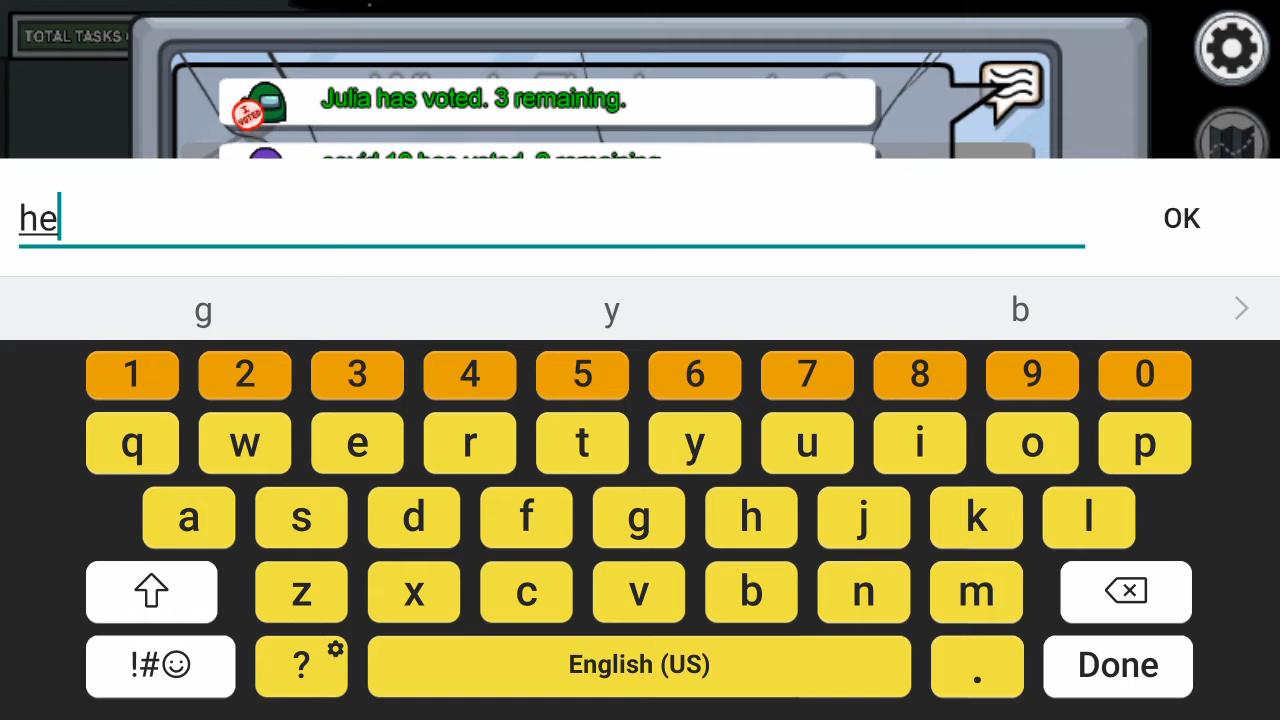 TOTAL TASKS
Julia has voted. 3 remaining.
he
OK
g y b
1 2 3 4 5 6 7 8 9 0
q w e r t y u i o p
a s d f g h j k l
z x c v b n m
!#☺ ? English (US) . Done